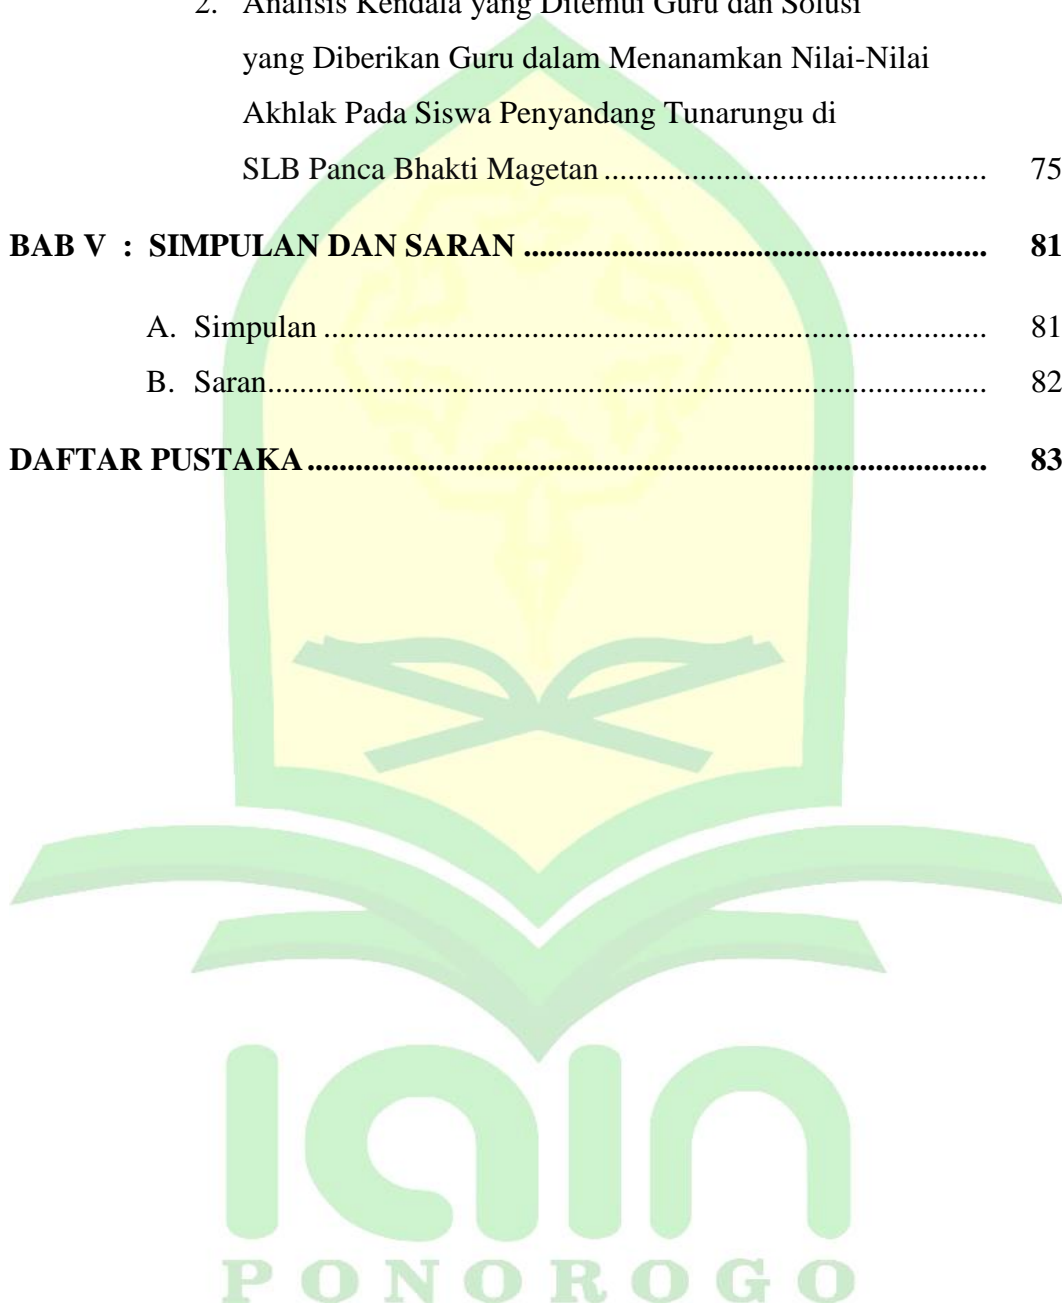 2. Analisis Kendala yang Ditemui Guru dan Solusi
yang Diberikan Guru dalam Menanamkan Nilai-Nilai
Akhlak Pada Siswa Penyandang Tunarungu di
SLB Panca Bhakti Magetan ................................................ 75
BAB V : SIMPULAN DAN SARAN .......................................................... 81
A. Simpulan ................................................................................... 81
B. Saran.......................................................................................... 82
DAFTAR PUSTAKA ..................................................................................... 83
iain
PONOROGO